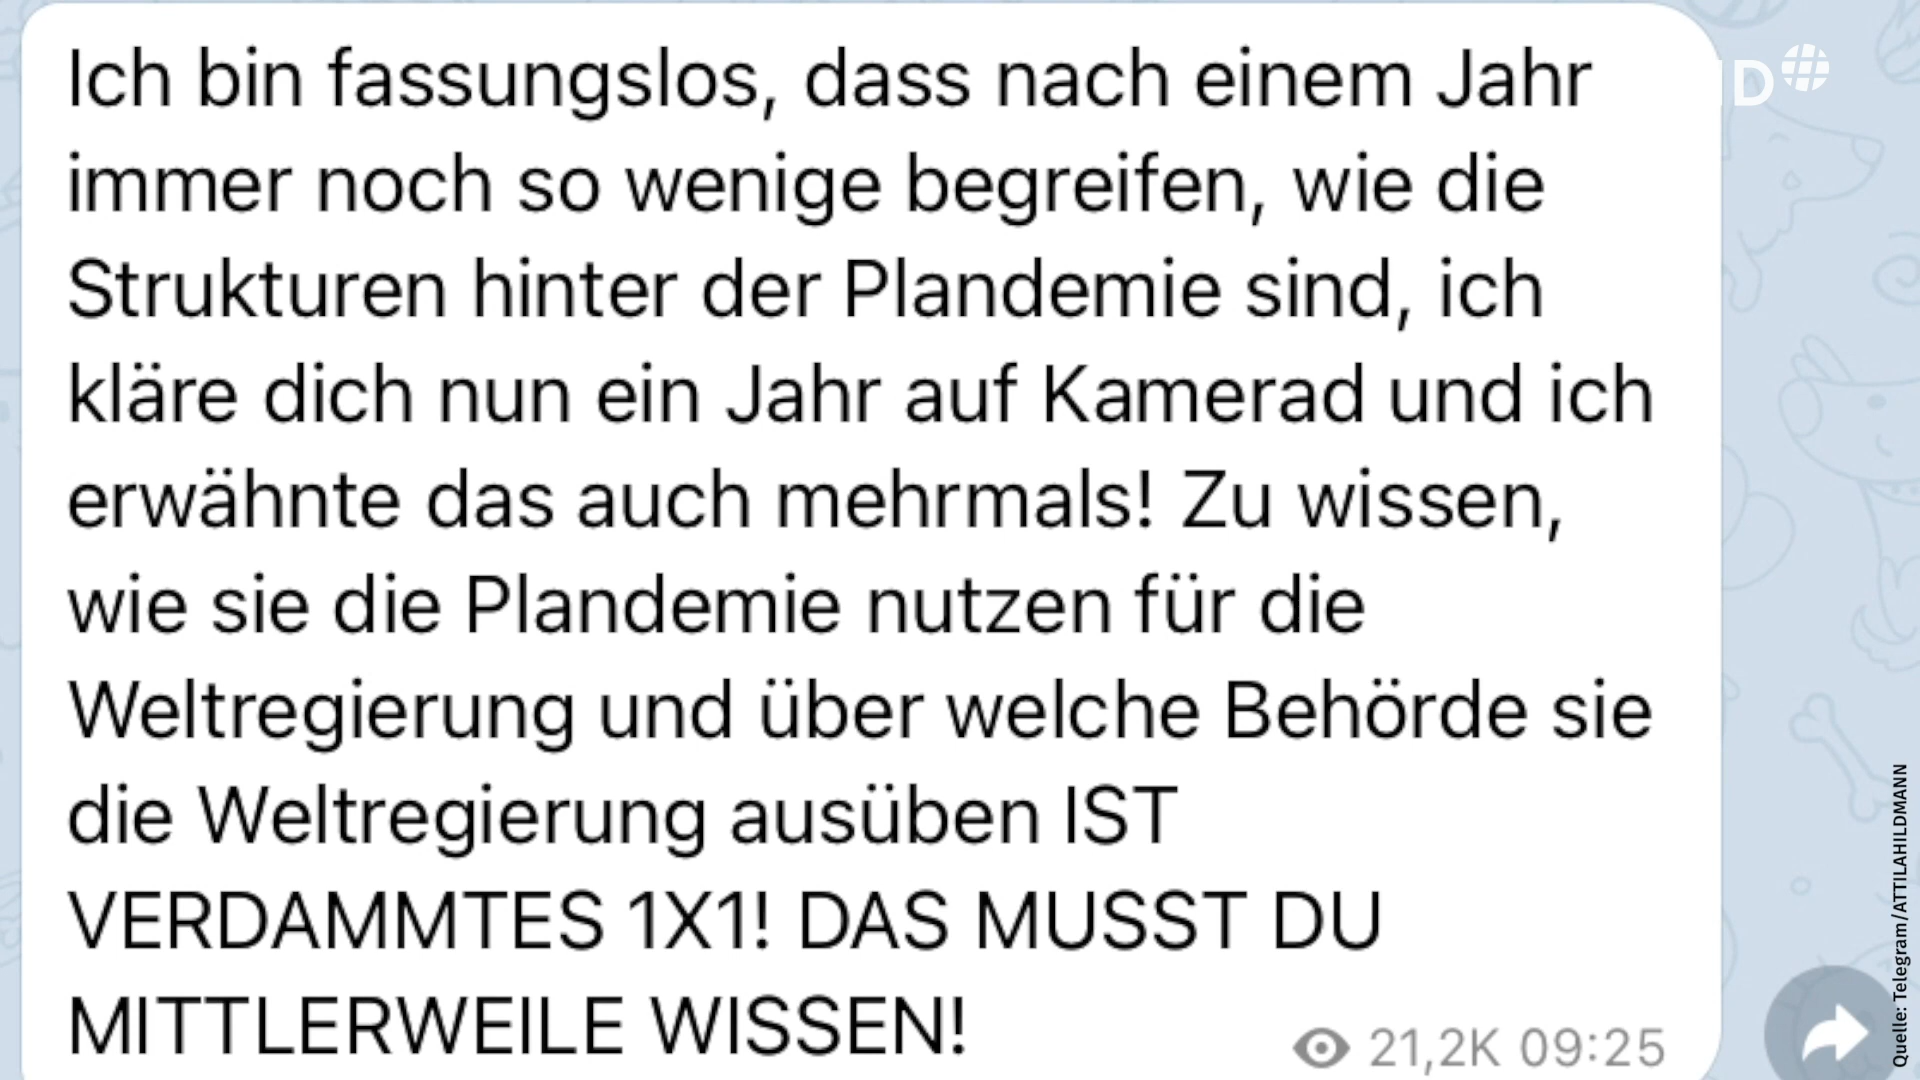 Ich bin fassungslos, dass nach einem Jahr
immer noch so wenige begreifen, wie die
Strukturen hinter der Plandemie sind, ich
kläre dich nun ein Jahr auf Kamerad und ich
erwähnte das auch mehrmals! Zu wissen,
wie sie die Plandemie nutzen für die
Weltregierung und über welche Behörde sie
die Weltregierung ausüben IST
VERDAMMTES 1X1! DAS MUSST DU
MITTLERWEILE WISSEN!
21,2K 09:25
Quelle: Telegram/ATTILAHILDMANN